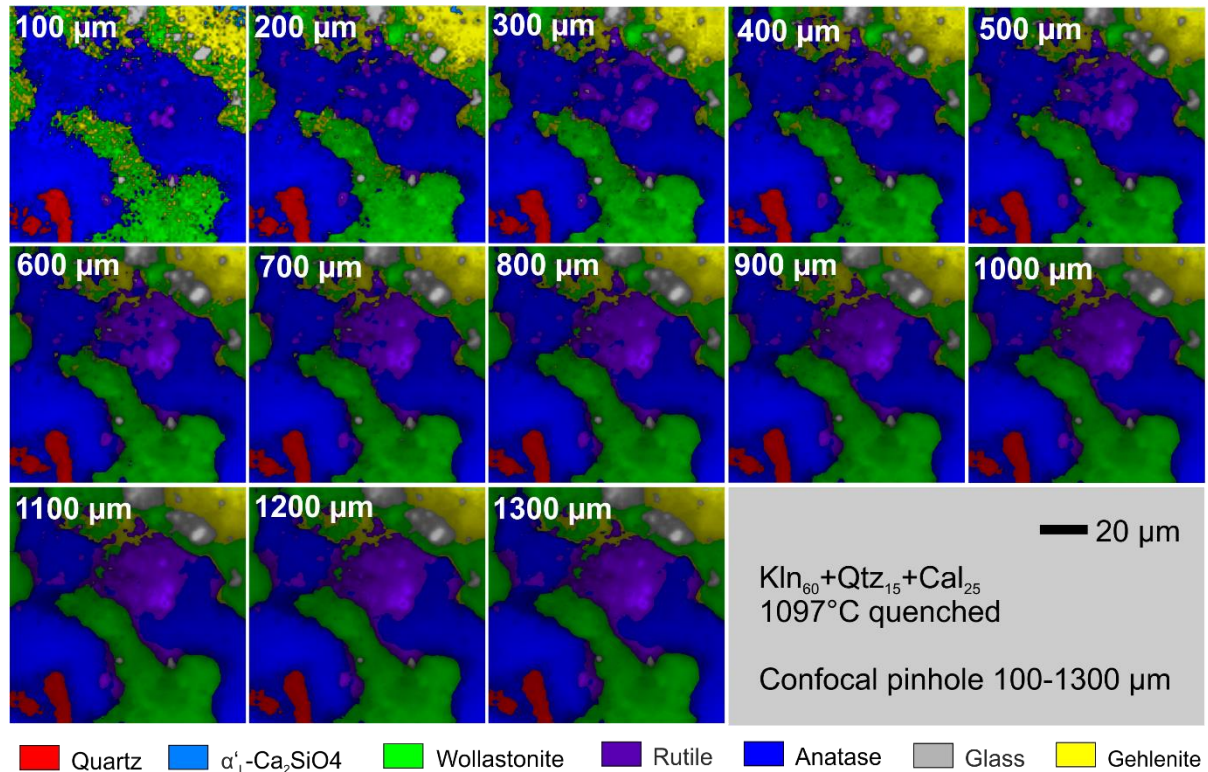 100 µm
200 µm
300 µm
400 µm
500 µm
600 µm
700 µm
800 µm
900 µm
1000 µm
1100 µm
1200 µm
1300 µm
20 µm
Kln₆₀+Qtz₁₅+Cal₂₅
1097°C quenched
Confocal pinhole 100-1300 µm
Quartz
α'L-Ca₂SiO4
Wollastonite
Rutile
Anatase
Glass
Gehlenite